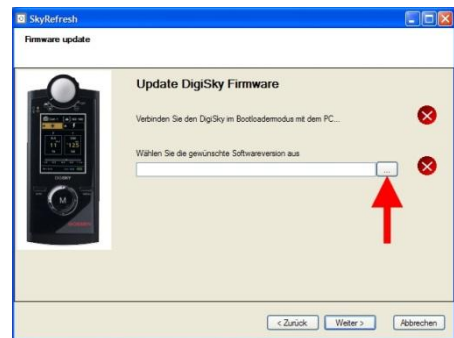 SkyRefresh
Firmware update
Update DigiSky Firmware
Verbinden Sie den DigiSky im Bootloadermodus mit dem PC...
Wählen Sie die gewünschte Softwareversion aus
...
< Zurück
Weiter >
Abbrechen